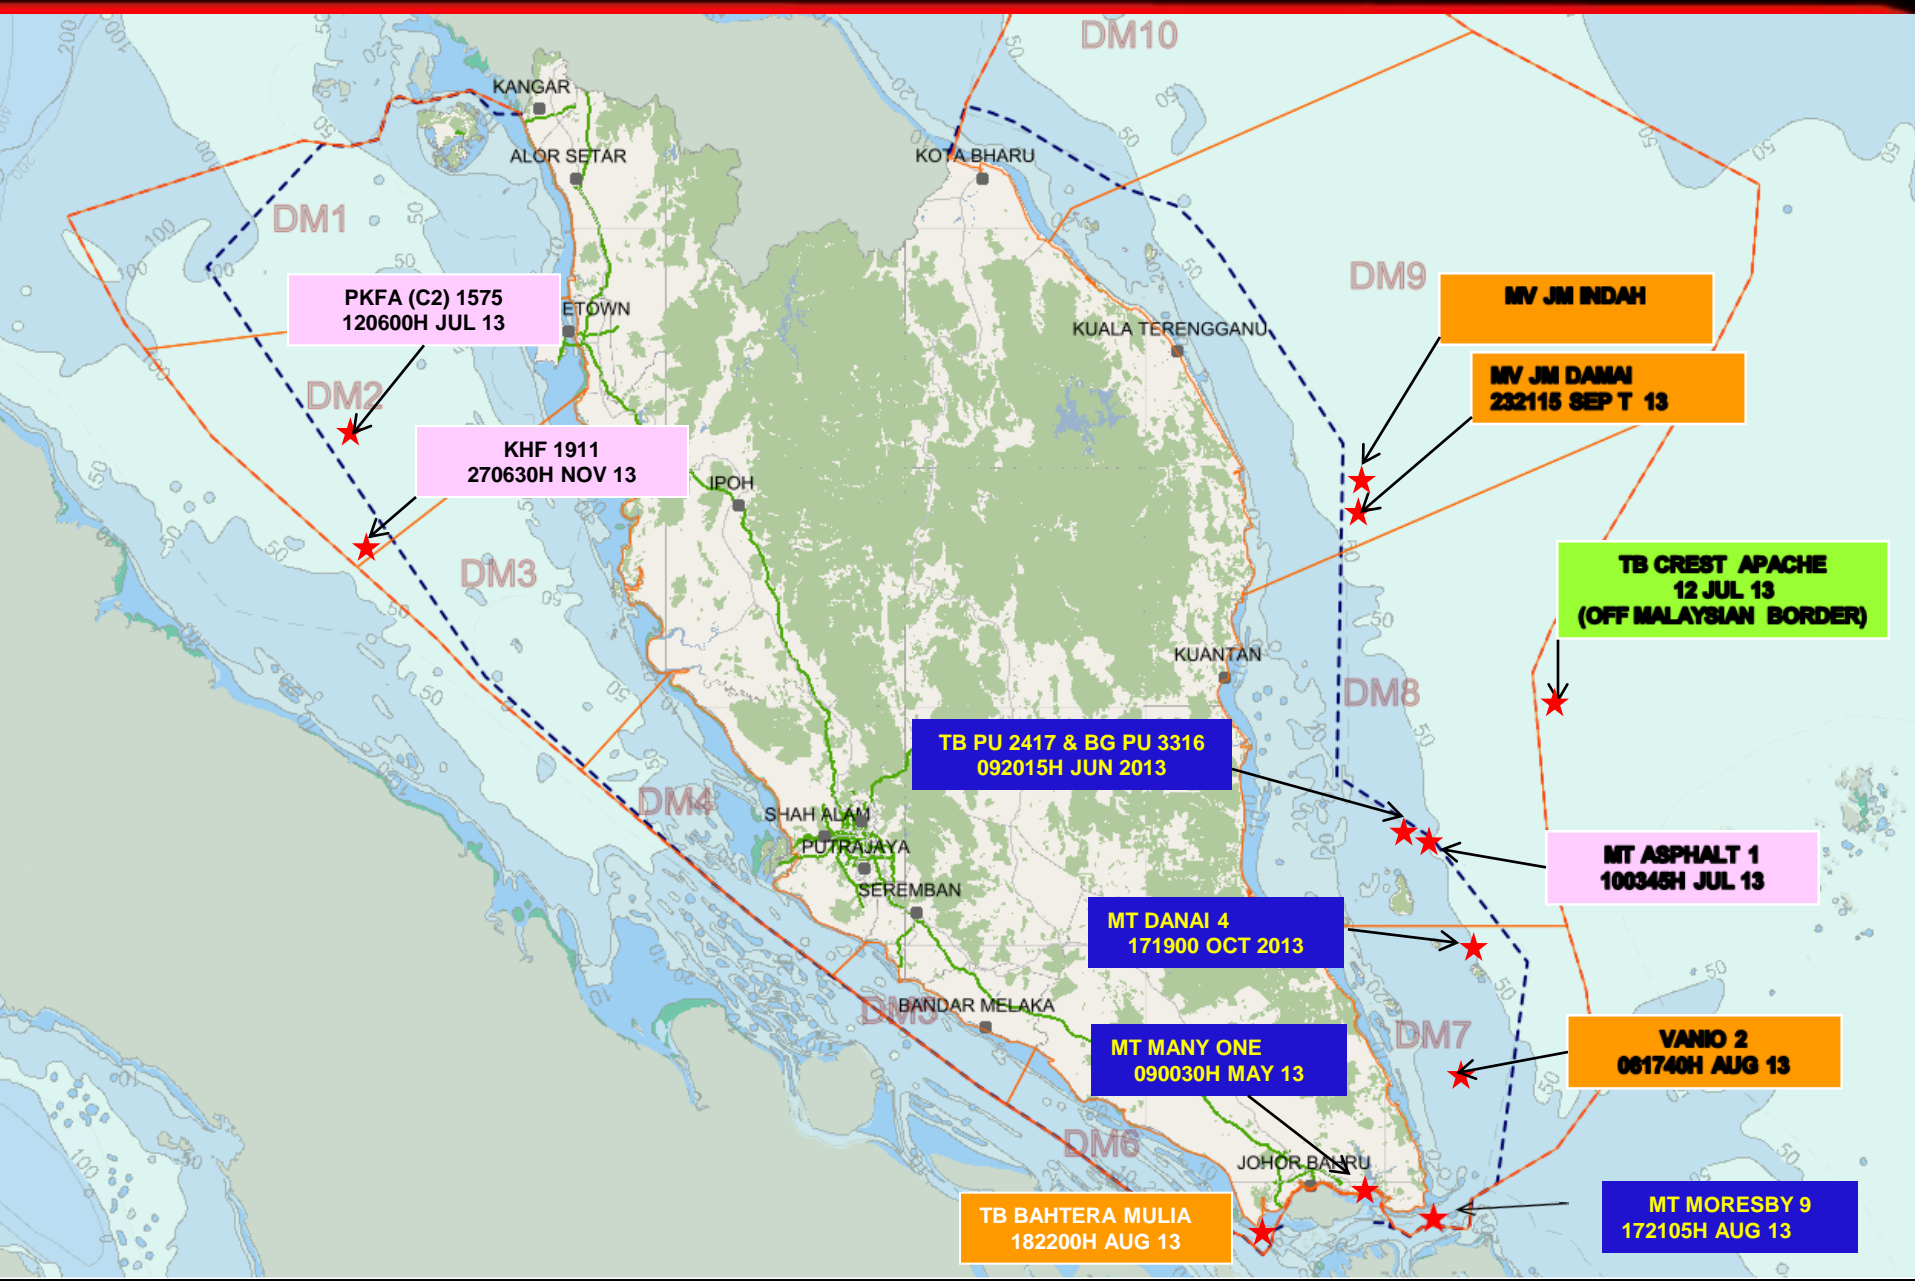 DM10
KANGAR
ALOR SETAR
KOTA BHARU
DM1
DM9
PKFA (C2) 1575
120600H JUL 13
ETOWN
MV JM INDAH
KUALA TERENGGANU
MV JM DAMAI
232115 SEP T 13
DM2
KHF 1911
270630H NOV 13
IPOH
DM3
TB CREST APACHE
12 JUL 13
(OFF MALAYSIAN BORDER)
KUANTAN
DM8
TB PU 2417 & BG PU 3316
092015H JUN 2013
DM4
SHAH ALAM
PUTRAJAYA
MT ASPHALT 1
100345H JUL 13
SEREMBAN
MT DANAI 4
171900 OCT 2013
DM5
BANDAR MELAKA
DM7
MT MANY ONE
090030H MAY 13
VANIO 2
061740H AUG 13
DM6
JOHOR BAHRU
TB BAHTERA MULIA
182200H AUG 13
MT MORESBY 9
172105H AUG 13